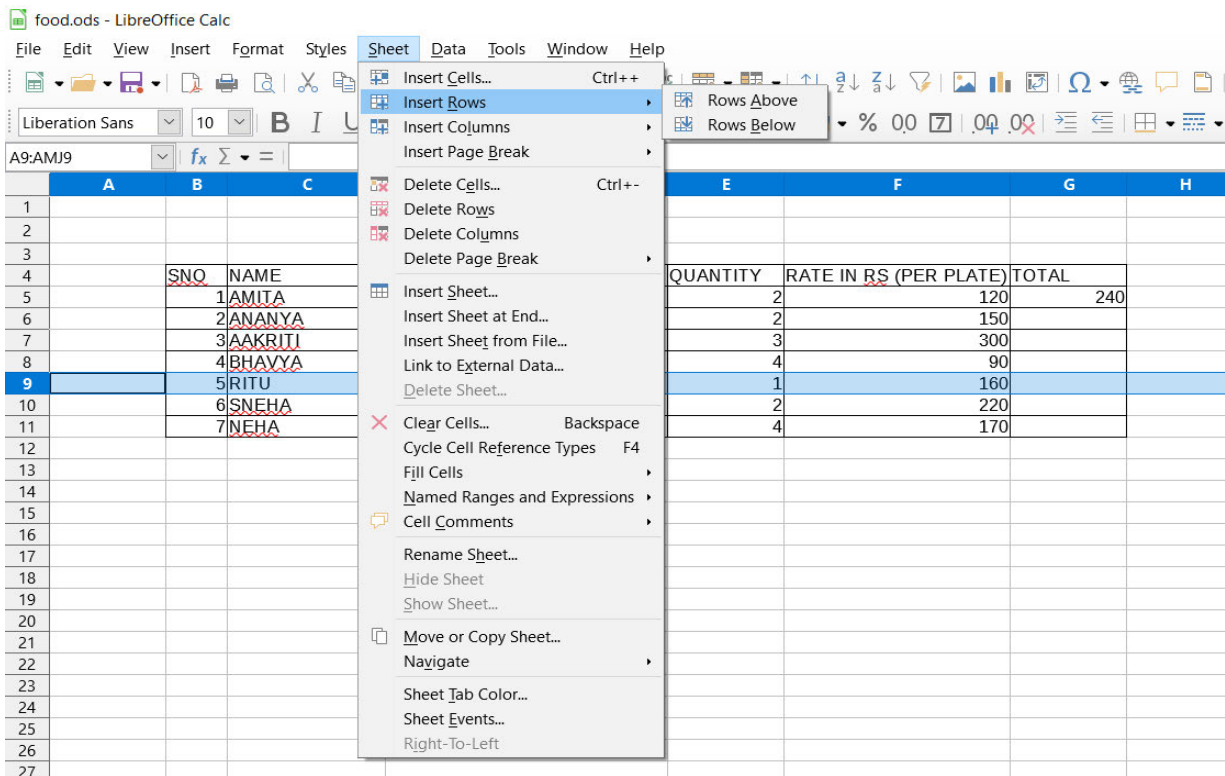 food.ods - LibreOffice Calc
File Edit View Insert Format Styles Sheet Data Tools Window Help
Liberation Sans 10
A9:AMJ9
Insert Cells... Ctrl++
Insert Rows
Insert Columns
Insert Page Break
Delete Cells... Ctrl+-
Delete Rows
Delete Columns
Delete Page Break
Insert Sheet...
Insert Sheet at End...
Insert Sheet from File...
Link to External Data...
Delete Sheet...
Clear Cells... Backspace
Cycle Cell Reference Types F4
Fill Cells
Named Ranges and Expressions
Cell Comments
Rename Sheet...
Hide Sheet
Show Sheet...
Move or Copy Sheet...
Navigate
Sheet Tab Color...
Sheet Events...
Right-To-Left
Rows Above
Rows Below
A B C E F G H
1
2
3
4 SNO NAME QUANTITY RATE IN RS (PER PLATE) TOTAL
5 1 AMITA 2 120 240
6 2 ANANYA 2 150
7 3 AAKRITI 3 300
8 4 BHAVYA 4 90
9 5 RITU 1 160
10 6 SNEHA 2 220
11 7 NEHA 4 170
12
13
14
15
16
17
18
19
20
21
22
23
24
25
26
27